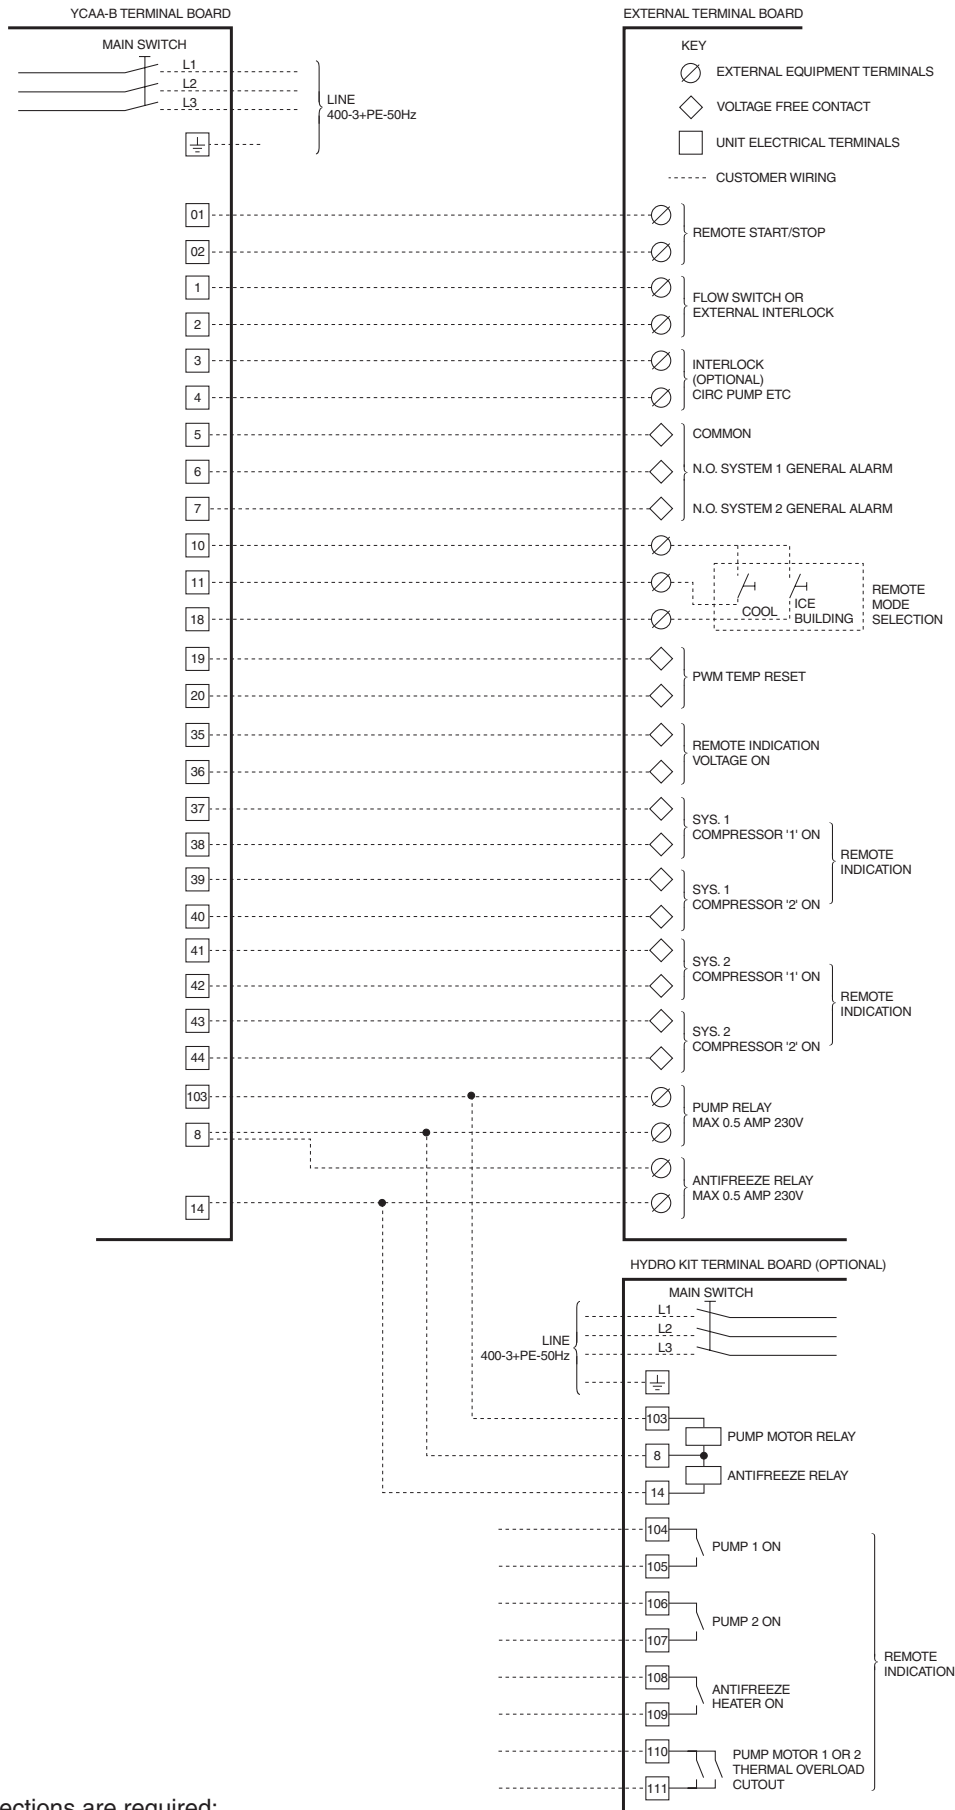 YCAA-B TERMINAL BOARD
EXTERNAL TERMINAL BOARD
MAIN SWITCH
L1
L2
L3
LINE
400-3+PE-50Hz
KEY
EXTERNAL EQUIPMENT TERMINALS
VOLTAGE FREE CONTACT
UNIT ELECTRICAL TERMINALS
CUSTOMER WIRING
01
02
REMOTE START/STOP
1
2
FLOW SWITCH OR
EXTERNAL INTERLOCK
3
4
INTERLOCK
(OPTIONAL)
CIRC PUMP ETC
5
COMMON
6
N.O. SYSTEM 1 GENERAL ALARM
7
N.O. SYSTEM 2 GENERAL ALARM
10
11
18
COOL
ICE
BUILDING
REMOTE
MODE
SELECTION
19
20
PWM TEMP RESET
35
36
REMOTE INDICATION
VOLTAGE ON
37
38
SYS. 1
COMPRESSOR '1' ON
39
40
SYS. 1
COMPRESSOR '2' ON
REMOTE
INDICATION
41
42
SYS. 2
COMPRESSOR '1' ON
43
44
SYS. 2
COMPRESSOR '2' ON
REMOTE
INDICATION
103
8
PUMP RELAY
MAX 0.5 AMP 230V
14
ANTIFREEZE RELAY
MAX 0.5 AMP 230V
HYDRO KIT TERMINAL BOARD (OPTIONAL)
MAIN SWITCH
L1
L2
L3
LINE
400-3+PE-50Hz
103
PUMP MOTOR RELAY
8
ANTIFREEZE RELAY
14
104
PUMP 1 ON
105
106
PUMP 2 ON
107
108
ANTIFREEZE
HEATER ON
109
110
PUMP MOTOR 1 OR 2
THERMAL OVERLOAD
CUTOUT
111
REMOTE
INDICATION
ections are required: